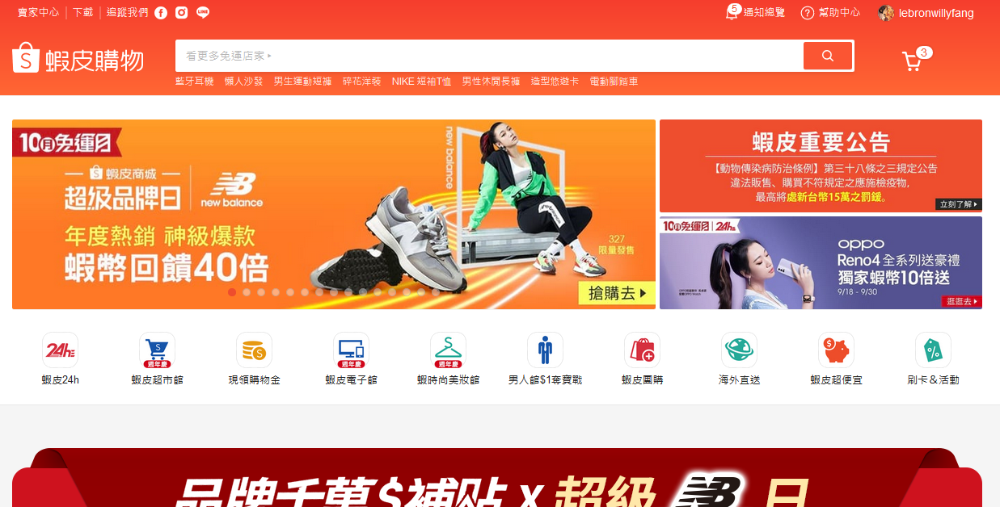 賣家中心 | 下載 | 追蹤我們
5
通知總覽
幫助中心
lebronwillyfang
蝦皮購物
看更多免運店家 ▸
3
藍牙耳機 懶人沙發 男生運動短褲 碎花洋裝 NIKE 短袖T恤 男性休閒長褲 造型悠遊卡 電動腳踏車
10月免運月
蝦皮商城
超級品牌日
new balance
年度熱銷 神級爆款
蝦幣回饋40倍
new balance
327
限量發售
搶購去
蝦皮重要公告
【動物傳染病防治條例】第三十八條之三規定公告
違法販售、購買不符規定之應施檢疫物,
最高將處新台幣15萬之罰鍰。
立刻了解
10月免運月 24h
oppo
Reno4 全系列送豪禮
獨家蝦幣10倍送
9/18 - 9/30
逛逛去
24h
週年慶
週年慶
週年慶
蝦皮24h
蝦皮超市館
現領購物金
蝦皮電子館
蝦時尚美妝館
男人館$1奪寶戰
蝦皮團購
海外直送
蝦皮超便宜
刷卡＆活動
品牌千萬$補貼 x 超級 NB 日